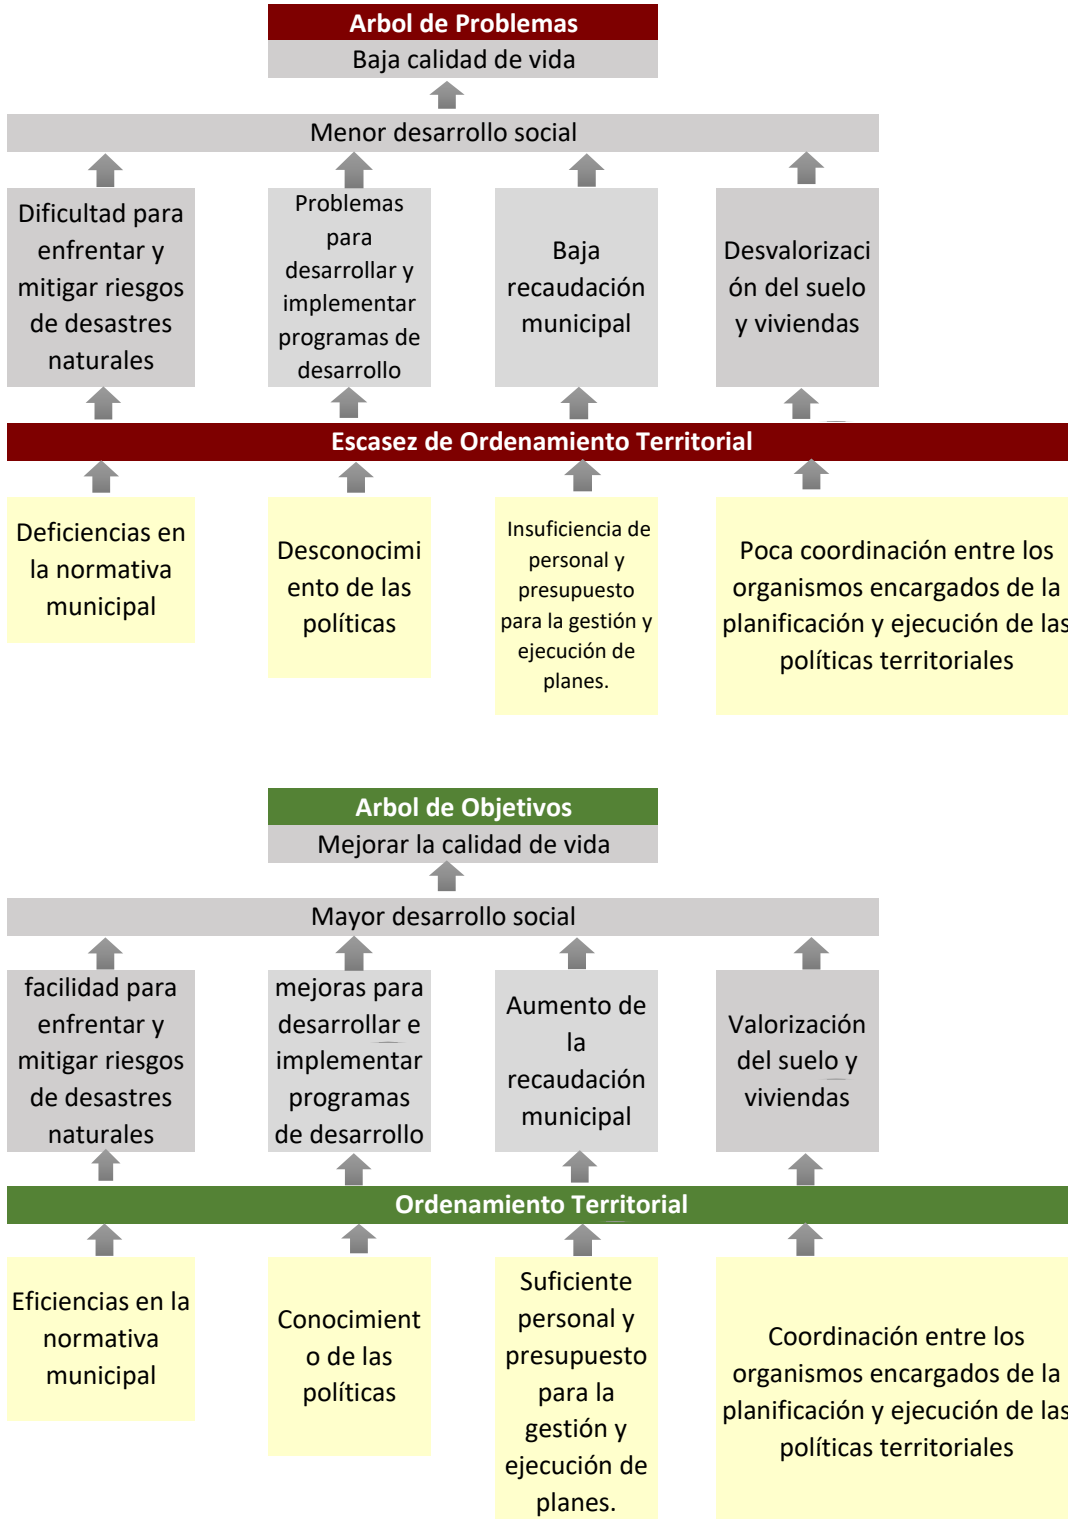 Arbol de Problemas
Baja calidad de vida
Menor desarrollo social
Dificultad para
enfrentar y
mitigar riesgos
de desastres
naturales
Problemas
para
desarrollar y
implementar
programas de
desarrollo
Baja
recaudación
municipal
Desvalorizaci
ón del suelo
y viviendas
Escasez de Ordenamiento Territorial
Deficiencias en
la normativa
municipal
Desconocimi
ento de las
políticas
Insuficiencia de
personal y
presupuesto
para la gestión y
ejecución de
planes.
Poca coordinación entre los
organismos encargados de la
planificación y ejecución de las
políticas territoriales
Arbol de Objetivos
Mejorar la calidad de vida
Mayor desarrollo social
facilidad para
enfrentar y
mitigar riesgos
de desastres
naturales
mejoras para
desarrollar e
implementar
programas
de desarrollo
Aumento de
la
recaudación
municipal
Valorización
del suelo y
viviendas
Ordenamiento Territorial
Eficiencias en la
normativa
municipal
Conocimient
o de las
políticas
Suficiente
personal y
presupuesto
para la
gestión y
ejecución de
planes.
Coordinación entre los
organismos encargados de la
planificación y ejecución de las
políticas territoriales